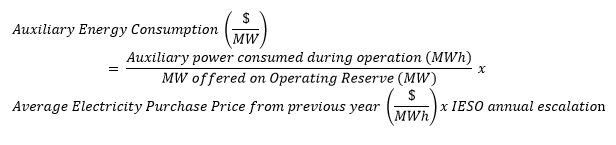 Auxiliary Energy Consumption ($/MW)
= Auxiliary power consumed during operation (MWh) / MW offered on Operating Reserve (MW) x
Average Electricity Purchase Price from previous year ($/MWh) x IESO annual escalation